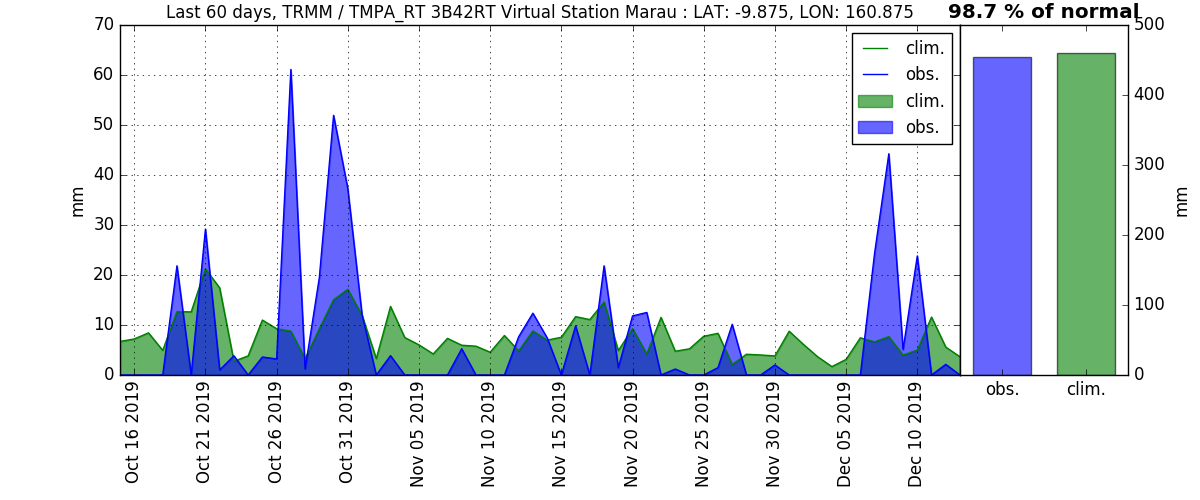 Last 60 days, TRMM / TMPA_RT 3B42RT Virtual Station Marau : LAT: -9.875, LON: 160.875
98.7 % of normal
70
60
50
40
30
20
10
0
mm
clim.
obs.
clim.
obs.
500
400
300
200
100
0
mm
obs.
clim.
Oct 16 2019
Oct 21 2019
Oct 26 2019
Oct 31 2019
Nov 05 2019
Nov 10 2019
Nov 15 2019
Nov 20 2019
Nov 25 2019
Nov 30 2019
Dec 05 2019
Dec 10 2019